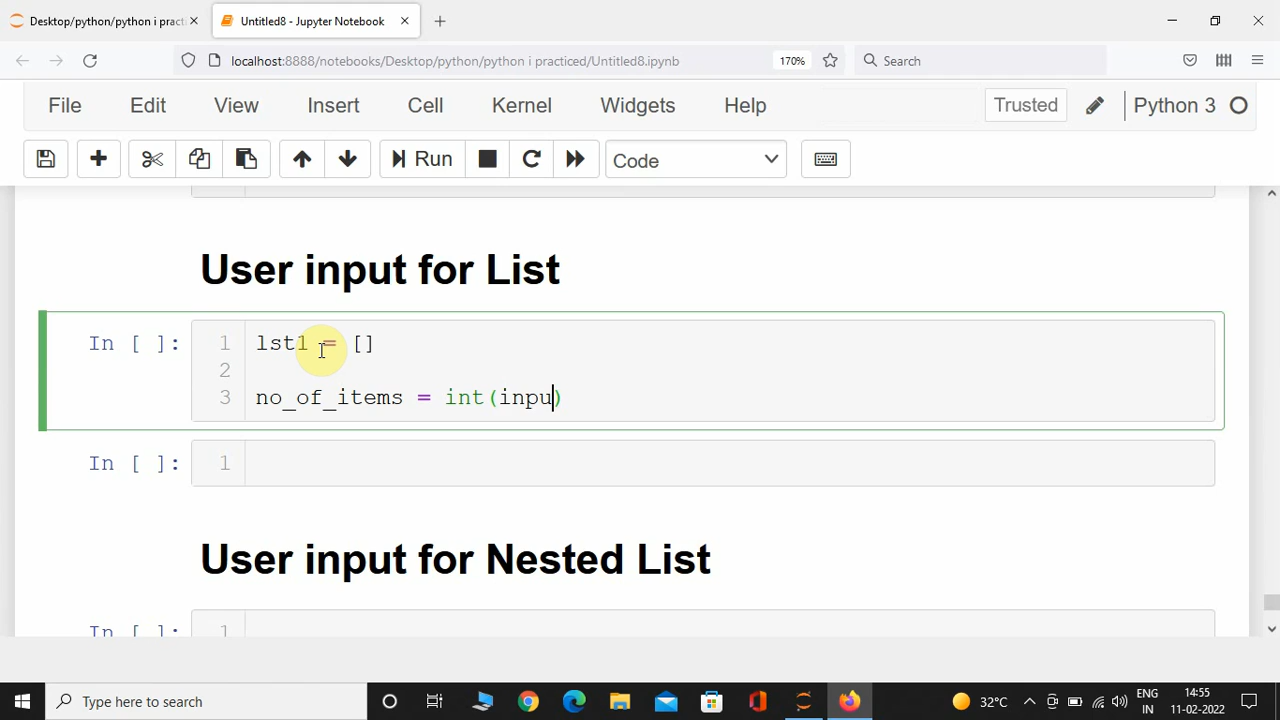 Desktop/python/python i practi
Untitled8 - Jupyter Notebook
localhost:8888/notebooks/Desktop/python/python i practiced/Untitled8.ipynb
170%
Search
File Edit View Insert Cell Kernel Widgets Help
Trusted
Python 3
Run
Code
User input for List
In [ ]:
1 lst1 = []
2
3 no_of_items = int(inpu)
In [ ]:
1
User input for Nested List
In [ ]:
1
Type here to search
32°C
ENG
IN
14:55
11-02-2022